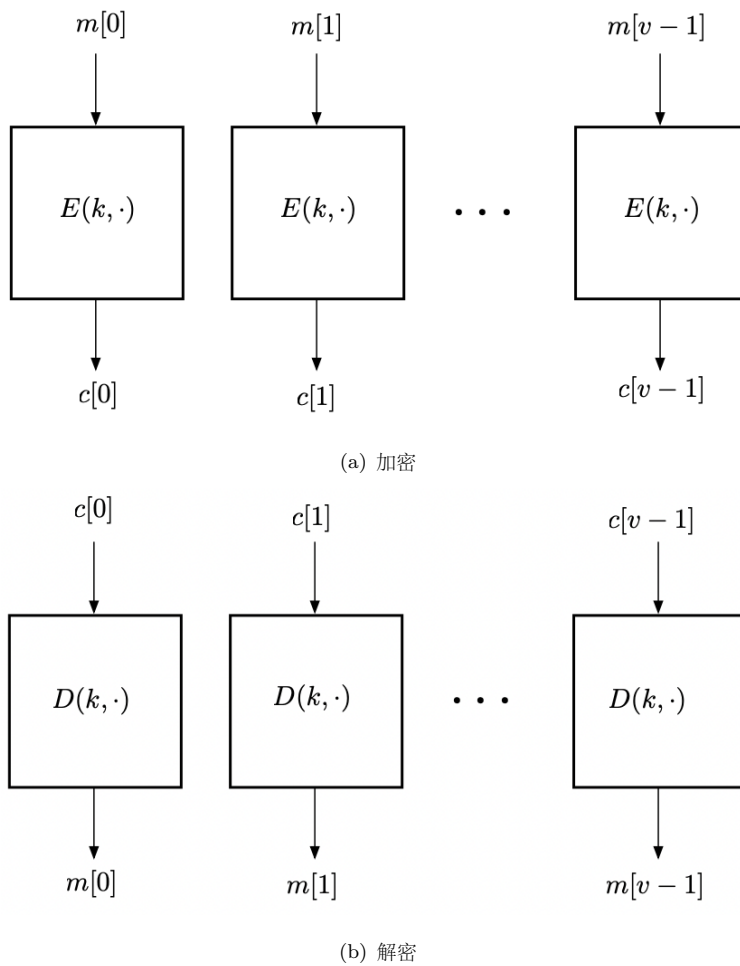 m[0] m[1] m[v − 1]
E(k, ·) E(k, ·) · · · E(k, ·)
c[0] c[1] c[v − 1]
(a) 加密
c[0] c[1] c[v − 1]
D(k, ·) D(k, ·) · · · D(k, ·)
m[0] m[1] m[v − 1]
(b) 解密